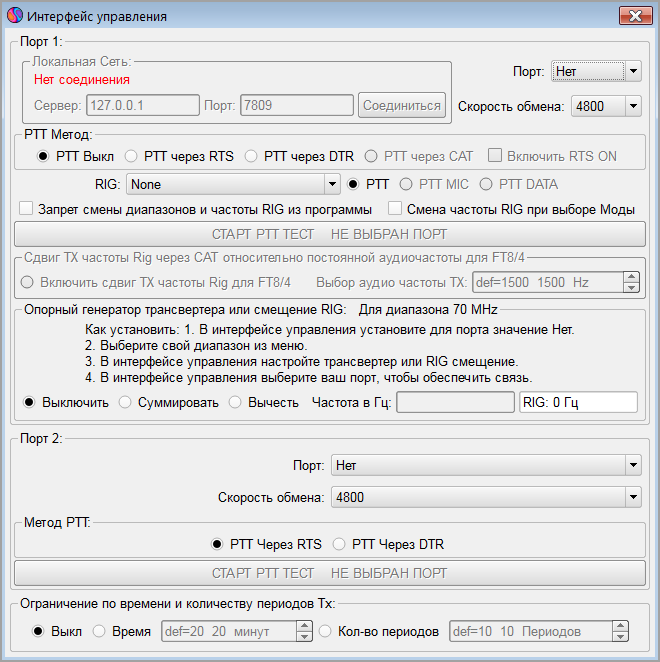 Интерфейс управления
Порт 1:
Локальная Сеть:
Нет соединения
Сервер: 127.0.0.1 Порт: 7809 Соединиться
Порт: Нет
Скорость обмена: 4800
PTT Метод:
PTT Выкл PTT через RTS PTT через DTR PTT через CAT Включить RTS ON
RIG: None PTT PTT MIC PTT DATA
Запрет смены диапазонов и частоты RIG из программы Смена частоты RIG при выборе Моды
СТАРТ PTT ТЕСТ НЕ ВЫБРАН ПОРТ
Сдвиг TX частоты Rig через CAT относительно постоянной аудиочастоты для FT8/4
Включить сдвиг TX частоты Rig для FT8/4 Выбор аудио частоты TX: def=1500 1500 Hz
Опорный генератор трансвертера или смещение RIG: Для диапазона 70 MHz
Как установить: 1. В интерфейсе управления установите для порта значение Нет.
2. Выберите свой диапазон из меню.
3. В интерфейсе управления настройте трансвертер или RIG смещение.
4. В интерфейсе управления выберите ваш порт, чтобы обеспечить связь.
Выключить Суммировать Вычесть Частота в Гц: RIG: 0 Гц
Порт 2:
Порт: Нет
Скорость обмена: 4800
Метод PTT:
PTT Через RTS PTT Через DTR
СТАРТ PTT ТЕСТ НЕ ВЫБРАН ПОРТ
Ограничение по времени и количеству периодов Tx:
Выкл Время def=20 20 минут Кол-во периодов def=10 10 Периодов